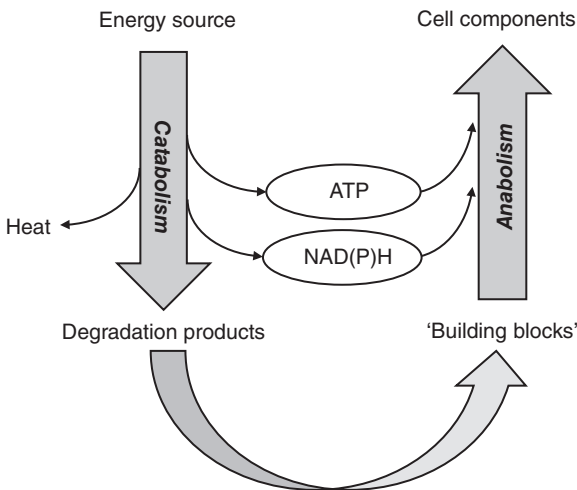 Energy source
Cell components
Catabolism
Anabolism
ATP
Heat
NAD(P)H
Degradation products
'Building blocks'